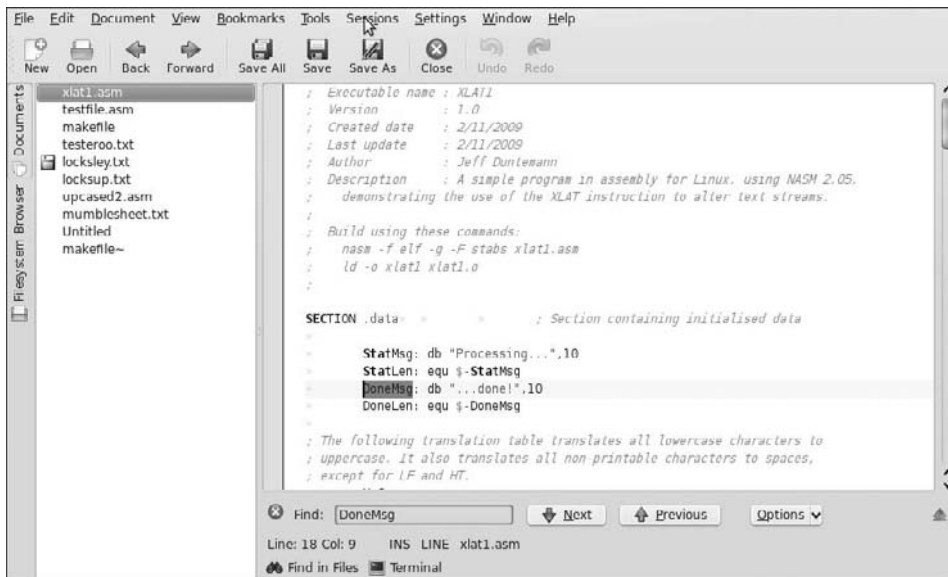 File Edit Document View Bookmarks Tools Sessions Settings Window Help
New Open Back Forward Save All Save Save As Close Undo Redo
Documents
Filesystem Browser
xlat1.asm
testfile.asm
makefile
testeroo.txt
locksley.txt
locksup.txt
upcased2.asm
mumblesheet.txt
Untitled
makefile~
; Executable name : XLAT1
; Version : 1.0
; Created date : 2/11/2009
; Last update : 2/11/2009
; Author : Jeff Duntemann
; Description : A simple program in assembly for Linux, using NASM 2.05,
; demonstrating the use of the XLAT instruction to alter text streams.
;
; Build using these commands:
; nasm -f elf -g -F stabs xlat1.asm
; ld -o xlat1 xlat1.o
;
SECTION .data ; Section containing initialised data
StatMsg: db "Processing...",10
StatLen: equ $-StatMsg
DoneMsg: db "...done!",10
DoneLen: equ $-DoneMsg
; The following translation table translates all lowercase characters to
; uppercase. It also translates all non-printable characters to spaces,
; except for LF and HT.
Find: DoneMsg Next Previous Options
Line: 18 Col: 9 INS LINE xlat1.asm
Find in Files Terminal